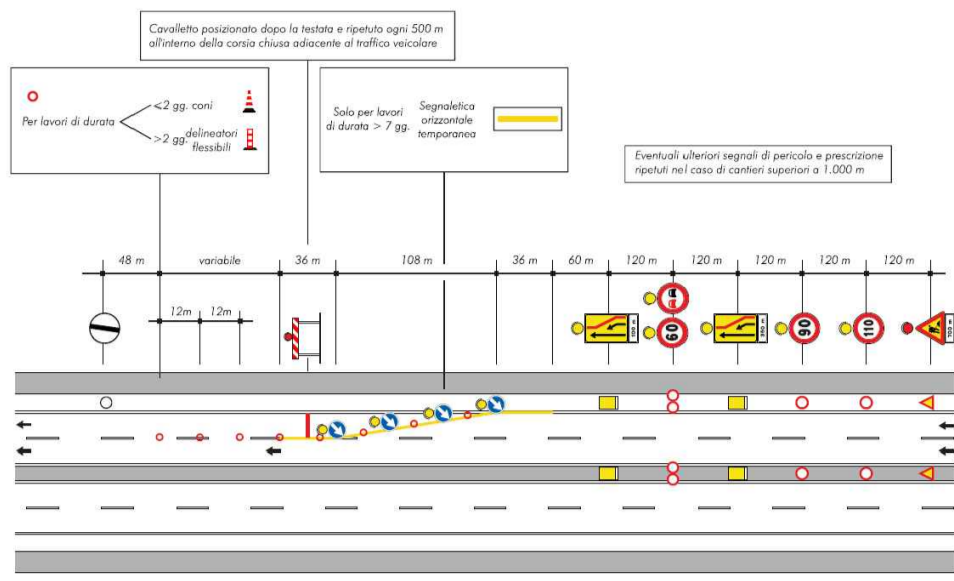 Cavalletto posizionato dopo la testata e ripetuto ogni 500 m
all'interno della corsia chiusa adiacente al traffico veicolare
Per lavori di durata
<2 gg. coni
>2 gg. delineatori
flessibili
Solo per lavori
di durata > 7 gg.
Segnaletica
orizzontale
temporanea
Eventuali ulteriori segnali di pericolo e prescrizione
ripetuti nel caso di cantieri superiori a 1.000 m
48 m
variabile
36 m
108 m
36 m
60 m
120 m
120 m
120 m
120 m
120 m
12m
12m
60
90
110
700 m